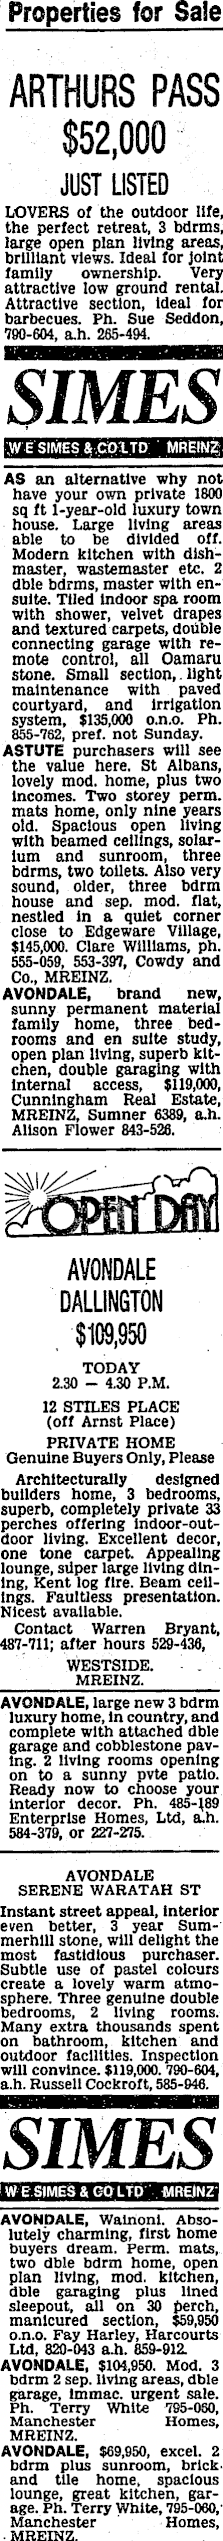 Properties for Sale
ARTHURS PASS
$52,000
JUST LISTED
LOVERS of the outdoor life,
the perfect retreat, 3 bdrms,
large open plan living areas,
brilliant views. Ideal for joint
family ownership. Very
attractive low ground rental.
Attractive section, ideal for
barbecues. Ph. Sue Seddon,
790-604, a.h. 265-494.
SIMES
W E SIMES & CO LTD MREINZ
AS an alternative why not
have your own private 1800
sq ft 1-year-old luxury town
house. Large living areas
able to be divided off.
Modern kitchen with dish-
master, wastemaster etc. 2
dble bdrms, master with en-
suite. Tiled indoor spa room
with shower, velvet drapes
and textured carpets, double
connecting garage with re-
mote control, all Oamaru
stone. Small section, light
maintenance with paved
courtyard, and irrigation
system, $135,000 o.n.o. Ph.
855-762, pref. not Sunday.
ASTUTE purchasers will see
the value here. St Albans,
lovely mod. home, plus two
incomes. Two storey perm.
mats home, only nine years
old. Spacious open living
with beamed ceilings, solar-
ium and sunroom, three
bdrms, two toilets. Also very
sound, older, three bdrm
house and sep. mod. flat,
nestled in a quiet corner
close to Edgeware Village,
$145,000. Clare Williams, ph.
555-059, 553-397, Cowdy and
Co., MREINZ.
AVONDALE, brand new,
sunny permanent material
family home, three bed-
rooms and en suite study,
open plan living, superb kit-
chen, double garaging with
internal access, $119,000,
Cunningham Real Estate,
MREINZ, Sumner 6389, a.h.
Alison Flower 843-526.
OPEN DAY
AVONDALE
DALLINGTON
$109,950
TODAY
2.30 — 4.30 P.M.
12 STILES PLACE
(off Arnst Place)
PRIVATE HOME
Genuine Buyers Only, Please
Architecturally designed
builders home, 3 bedrooms,
superb, completely private 33
perches offering indoor-out-
door living. Excellent decor,
one tone carpet. Appealing
lounge, super large living din-
ing, Kent log fire. Beam ceil-
ings. Faultless presentation.
Nicest available.
Contact Warren Bryant,
487-711; after hours 529-436,
WESTSIDE.
MREINZ.
AVONDALE, large new 3 bdrm
luxury home, in country, and
complete with attached dble
garage and cobblestone pav-
ing. 2 living rooms opening
on to a sunny pvte patio.
Ready now to choose your
interior decor. Ph. 485-189
Enterprise Homes, Ltd, a.h.
584-379, or 227-275.
AVONDALE
SERENE WARATAH ST
Instant street appeal, interior
even better, 3 year Sum-
merhill stone, will delight the
most fastidious purchaser.
Subtle use of pastel colours
create a lovely warm atmo-
sphere. Three genuine double
bedrooms, 2 living rooms.
Many extra thousands spent
on bathroom, kitchen and
outdoor facilities. Inspection
will convince. $119,000. 790-604,
a.h. Russell Cockroft, 585-946.
SIMES
W E SIMES & CO LTD MREINZ
AVONDALE, Wainoni. Abso-
lutely charming, first home
buyers dream. Perm. mats,
two dble bdrm home, open
plan living, mod. kitchen,
dble garaging plus lined
sleepout, all on 30 perch,
manicured section, $59,950
o.n.o. Fay Harley, Harcourts
Ltd, 820-043 a.h. 859-912.
AVONDALE, $104,950. Mod. 3
bdrm 2 sep. living areas, dble
garage, immac. urgent sale.
Ph. Terry White 795-060,
Manchester Homes,
MREINZ.
AVONDALE, $69,950, excel. 2
bdrm plus sunroom, brick
and tile home, spacious
lounge, great kitchen, gar-
age. Ph. Terry White, 795-060,
Manchester Homes,
MREINZ.